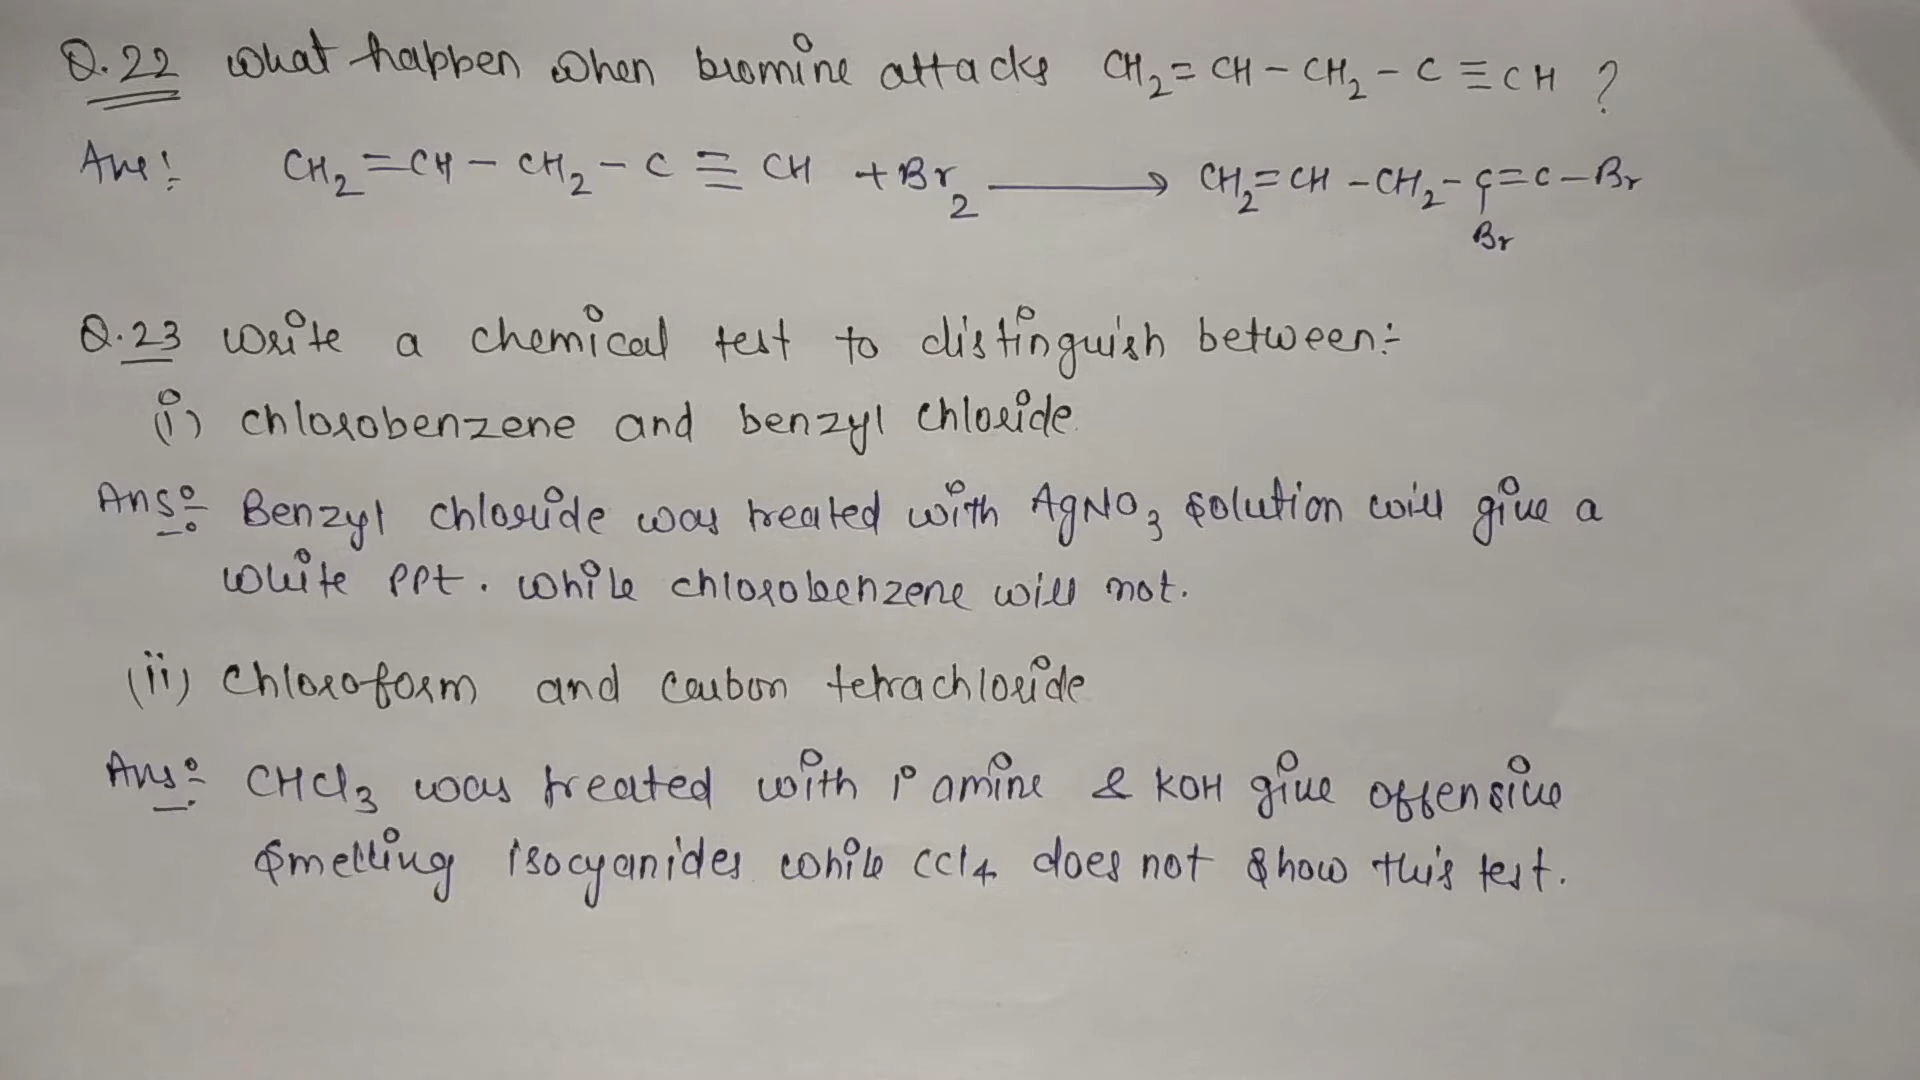 Q.22 what happen when bromine attacks CH₂=CH-CH₂-C≡CH ?
Ans: CH₂=CH-CH₂-C≡CH +Br₂ ⟶ CH₂=CH-CH₂-C=C-Br
Br
Q.23 write a chemical test to distinguish between:-
(i) chlorobenzene and benzyl chloride.
Ans:- Benzyl chloride was treated with AgNO₃ solution will give a
white ppt. while chlorobenzene will not.
(ii) chloroform and carbon tetrachloride
Ans:- CHCl₃ was treated with 1° amine & KOH give offensive
smelling isocyanides while CCl₄ does not show this test.